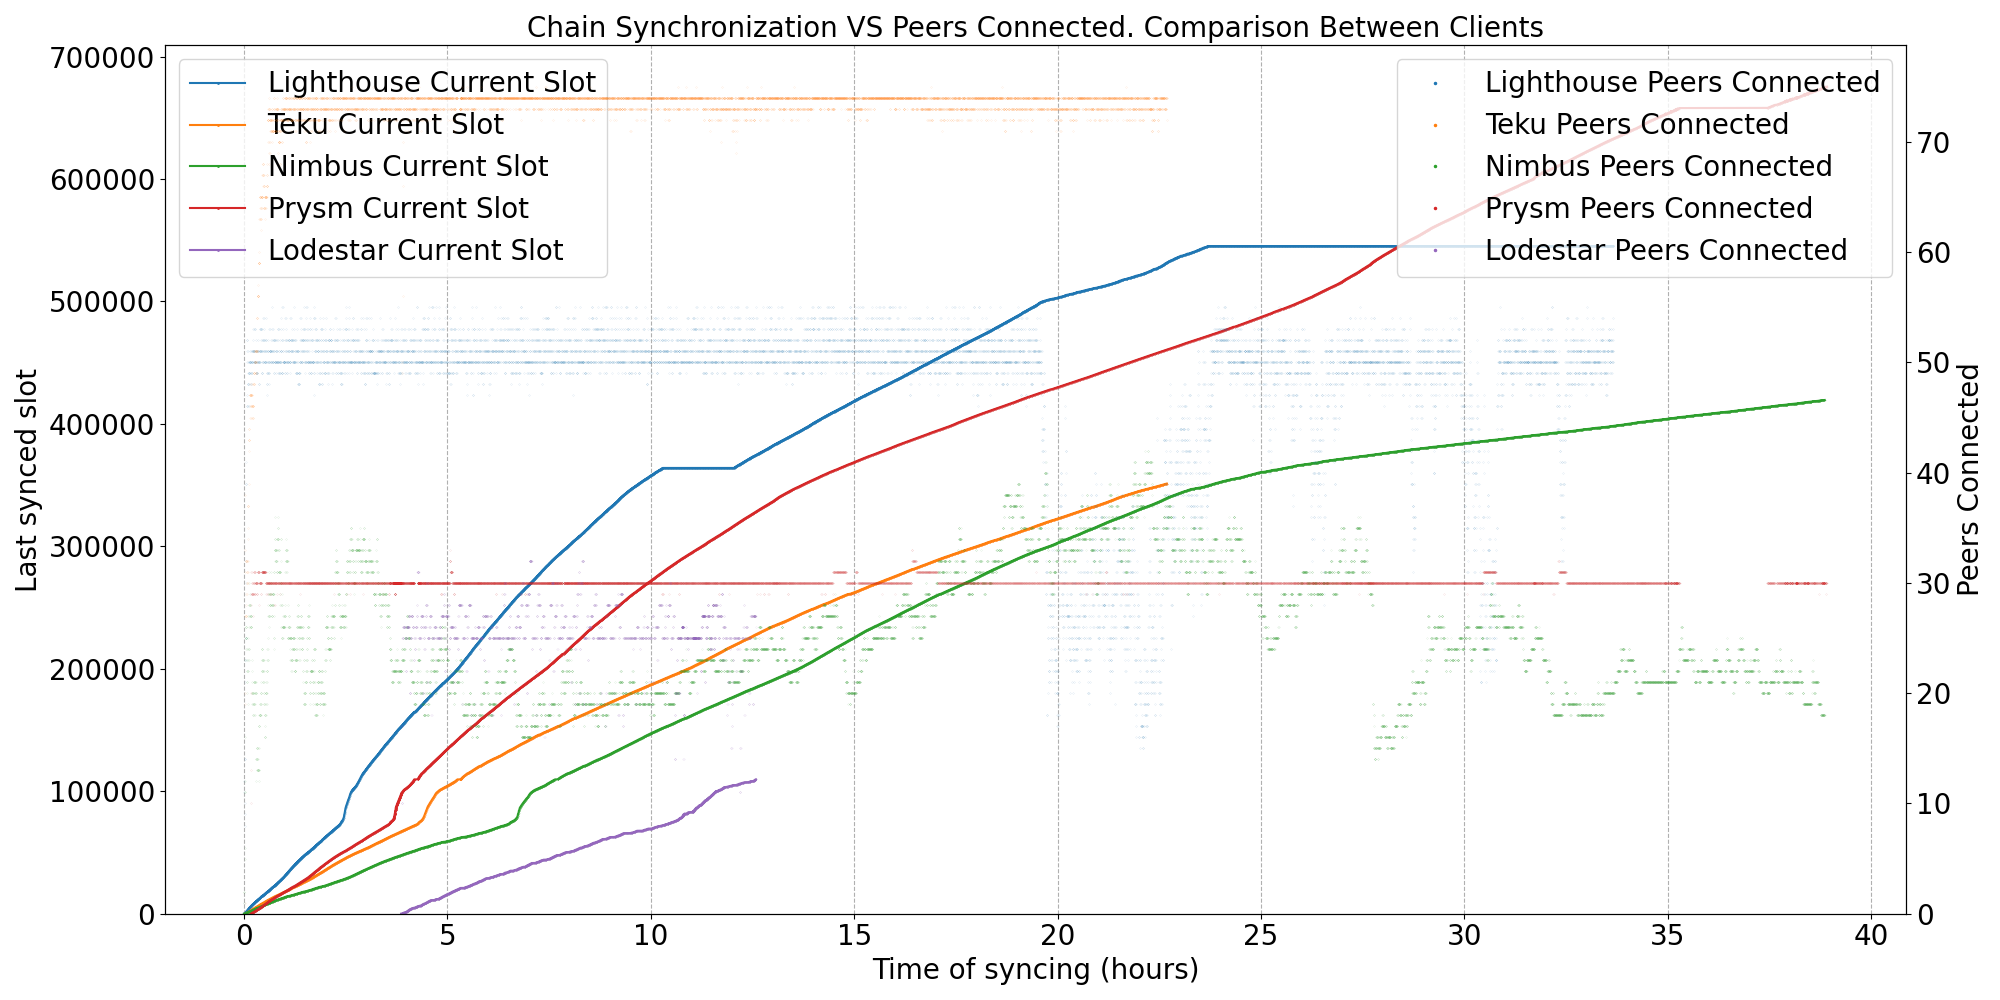 Chain Synchronization VS Peers Connected. Comparison Between Clients
700000
600000
500000
400000
300000
200000
100000
0
Last synced slot
Lighthouse Current Slot
Teku Current Slot
Nimbus Current Slot
Prysm Current Slot
Lodestar Current Slot
Lighthouse Peers Connected
Teku Peers Connected
Nimbus Peers Connected
Prysm Peers Connected
Lodestar Peers Connected
70
60
50
40
30
20
10
0
Peers Connected
0 5 10 15 20 25 30 35 40
Time of syncing (hours)